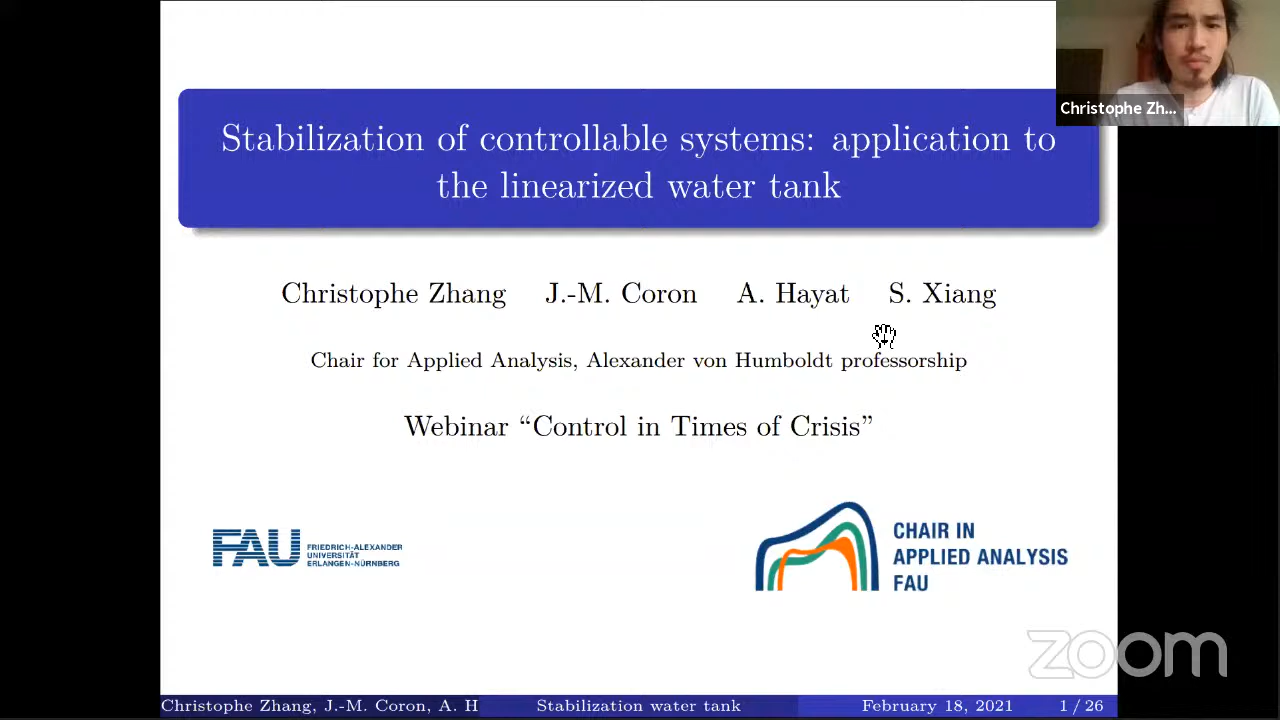 Christophe Zh...
Stabilization of controllable systems: application to
the linearized water tank
Christophe Zhang J.-M. Coron A. Hayat S. Xiang
Chair for Applied Analysis, Alexander von Humboldt professorship
Webinar “Control in Times of Crisis”
FAU
FRIEDRICH-ALEXANDER
UNIVERSITÄT
ERLANGEN-NÜRNBERG
CHAIR IN
APPLIED ANALYSIS
FAU
zoom
Christophe Zhang, J.-M. Coron, A. H Stabilization water tank February 18, 2021 1 / 26